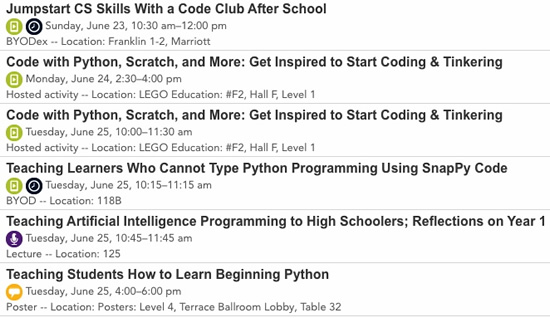 Jumpstart CS Skills With a Code Club After School
Sunday, June 23, 10:30 am–12:00 pm
BYODex -- Location: Franklin 1-2, Marriott
Code with Python, Scratch, and More: Get Inspired to Start Coding & Tinkering
Monday, June 24, 2:30–4:00 pm
Hosted activity -- Location: LEGO Education: #F2, Hall F, Level 1
Code with Python, Scratch, and More: Get Inspired to Start Coding & Tinkering
Tuesday, June 25, 10:00–11:30 am
Hosted activity -- Location: LEGO Education: #F2, Hall F, Level 1
Teaching Learners Who Cannot Type Python Programming Using SnapPy Code
Tuesday, June 25, 10:15–11:15 am
BYOD -- Location: 118B
Teaching Artificial Intelligence Programming to High Schoolers; Reflections on Year 1
Tuesday, June 25, 10:45–11:45 am
Lecture -- Location: 125
Teaching Students How to Learn Beginning Python
Tuesday, June 25, 4:00–6:00 pm
Poster -- Location: Posters: Level 4, Terrace Ballroom Lobby, Table 32